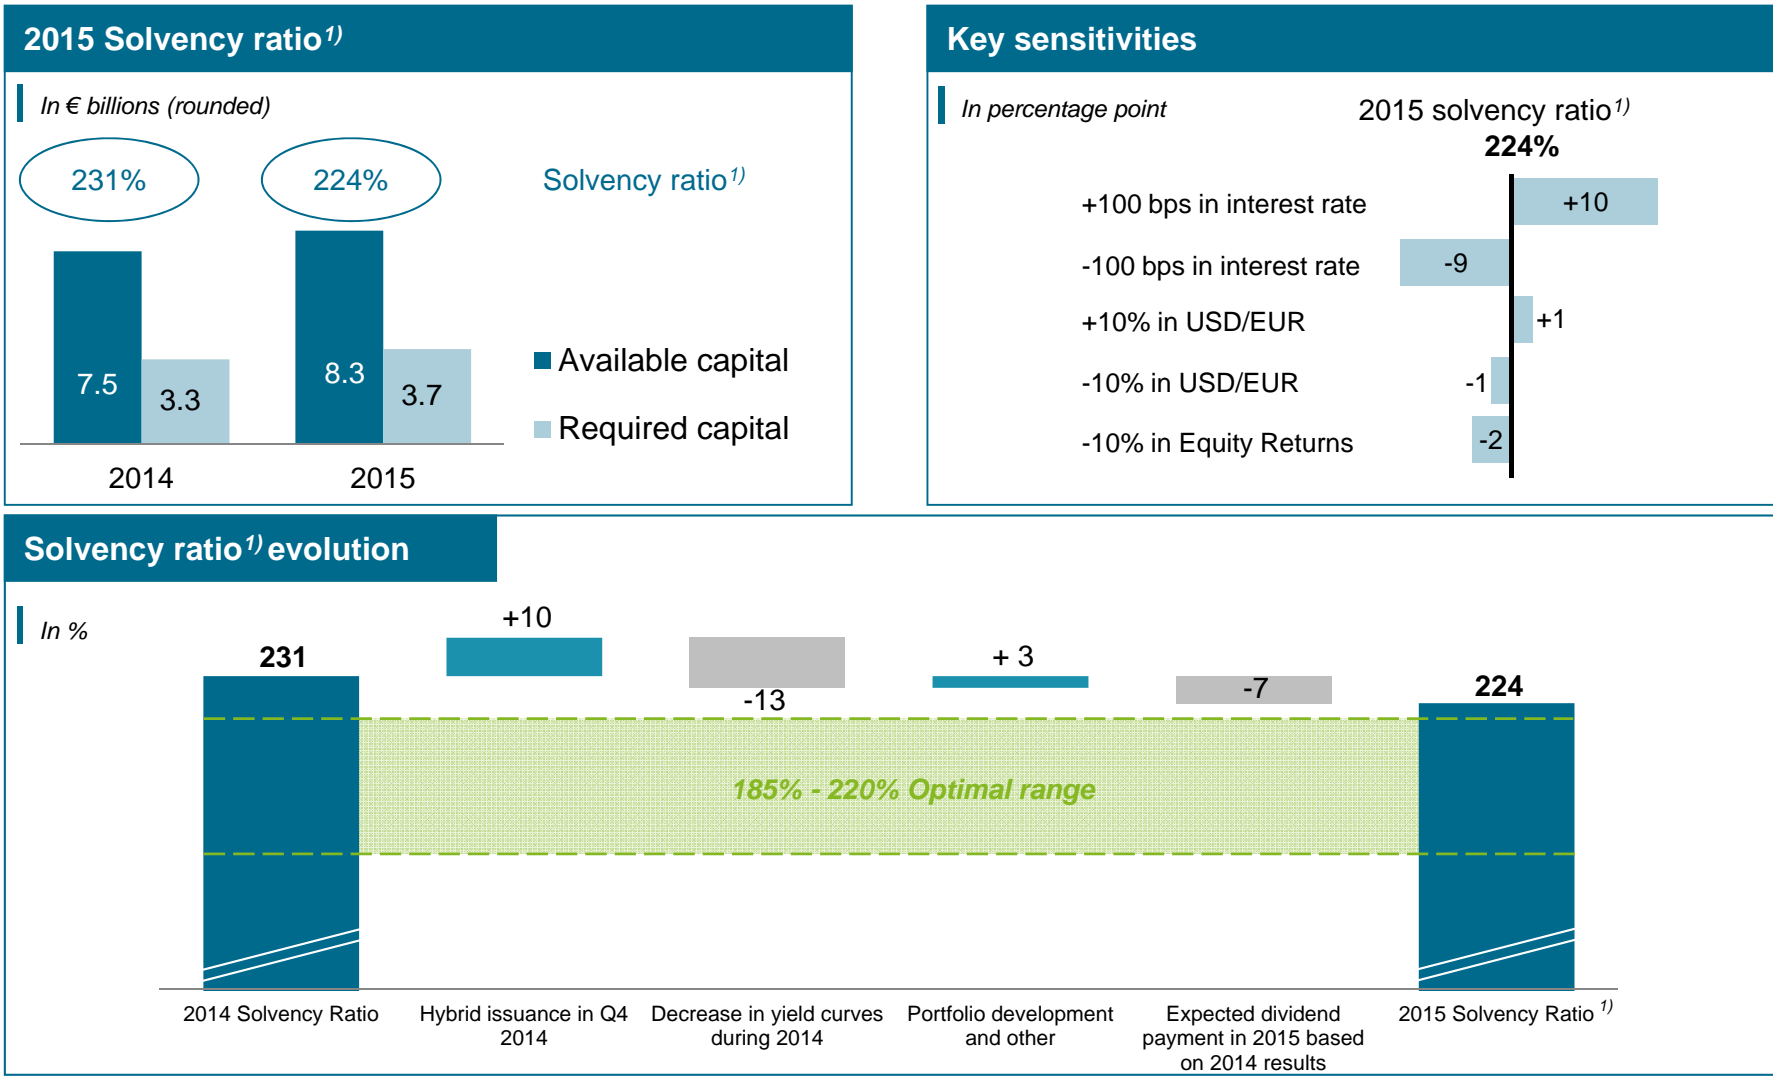 2015 Solvency ratio1)
In € billions (rounded)
231%
224%
Solvency ratio1)
7.5
3.3
8.3
3.7
Available capital
Required capital
2014
2015
Key sensitivities
In percentage point
2015 solvency ratio1)
224%
+100 bps in interest rate
+10
-100 bps in interest rate
-9
+10% in USD/EUR
+1
-10% in USD/EUR
-1
-10% in Equity Returns
-2
Solvency ratio1) evolution
In %
231
+10
-13
+ 3
-7
224
185% - 220% Optimal range
2014 Solvency Ratio
Hybrid issuance in Q4
2014
Decrease in yield curves
during 2014
Portfolio development
and other
Expected dividend
payment in 2015 based
on 2014 results
2015 Solvency Ratio 1)